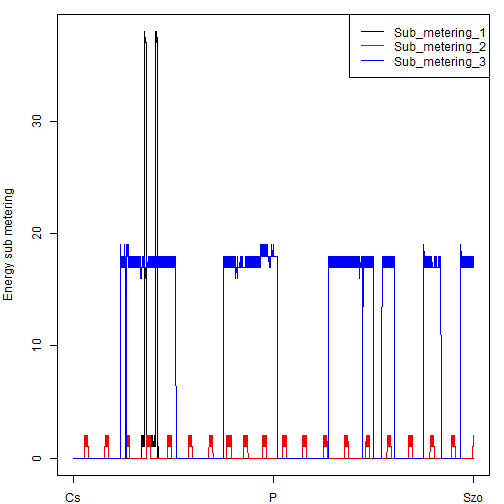 Sub_metering_1
Sub_metering_2
Sub_metering_3
Energy sub metering
30
20
10
0
Cs
P
Szo